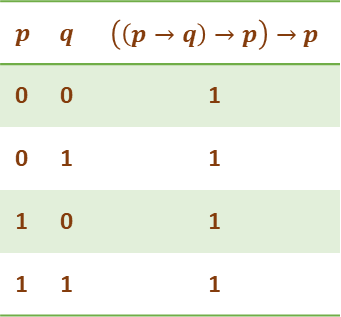 p q ((p → q) → p) → p
0 0 1
0 1 1
1 0 1
1 1 1